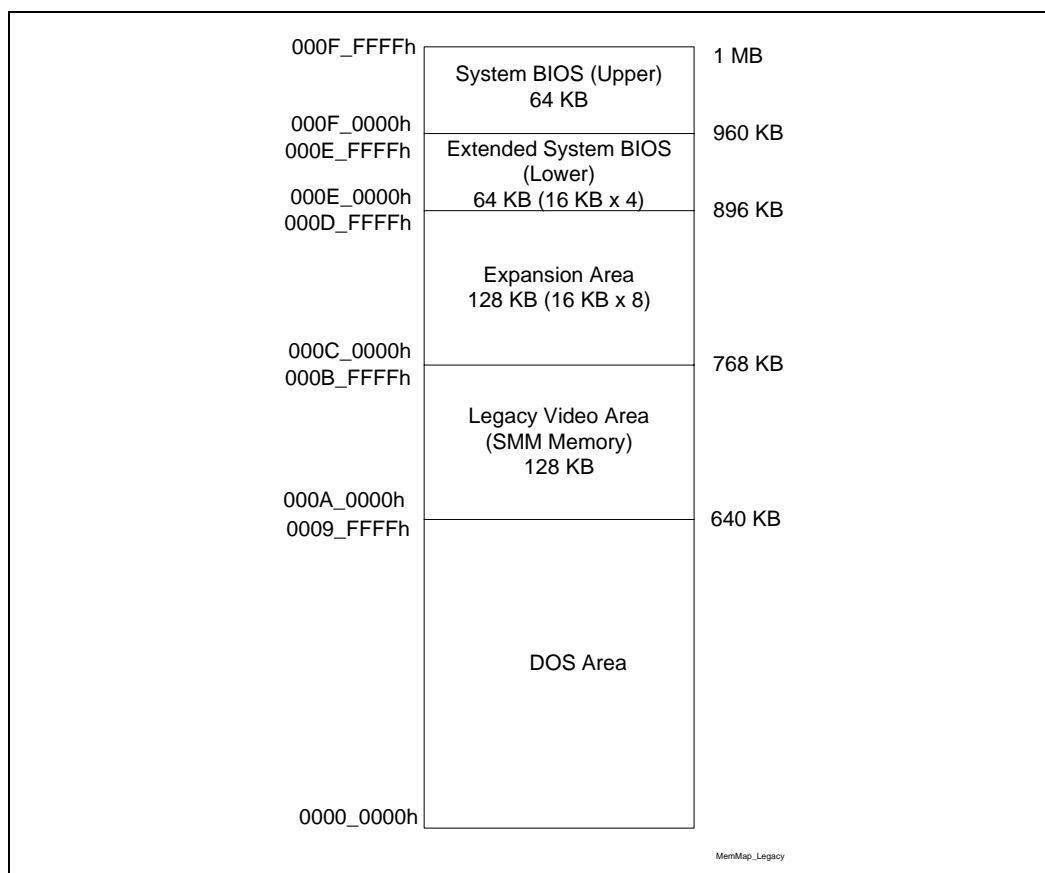 000F_FFFFh
1 MB
System BIOS (Upper)
64 KB
000F_0000h
960 KB
000E_FFFFh
Extended System BIOS
(Lower)
64 KB (16 KB x 4)
000E_0000h
896 KB
000D_FFFFh
Expansion Area
128 KB (16 KB x 8)
000C_0000h
768 KB
000B_FFFFh
Legacy Video Area
(SMM Memory)
128 KB
000A_0000h
640 KB
0009_FFFFh
DOS Area
0000_0000h
MemMap_Legacy